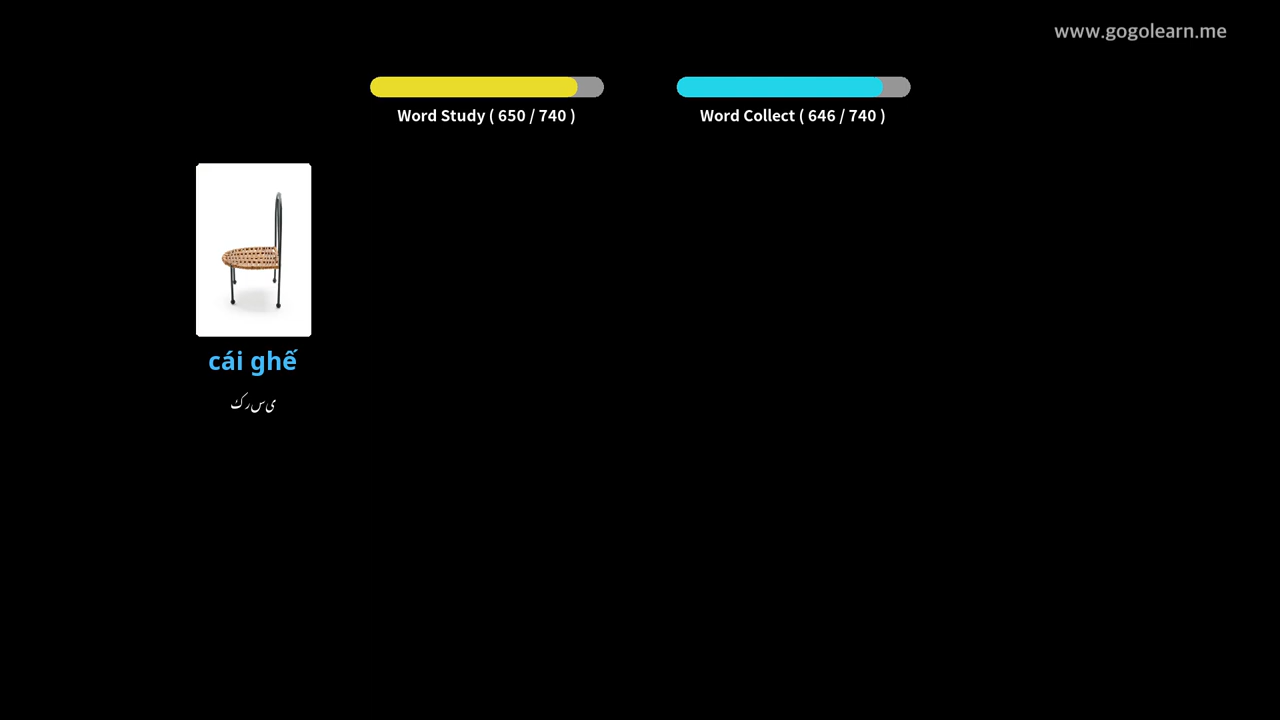 www.gogolearn.me
Word Study ( 650 / 740 )
Word Collect ( 646 / 740 )
cái ghế
کرسی